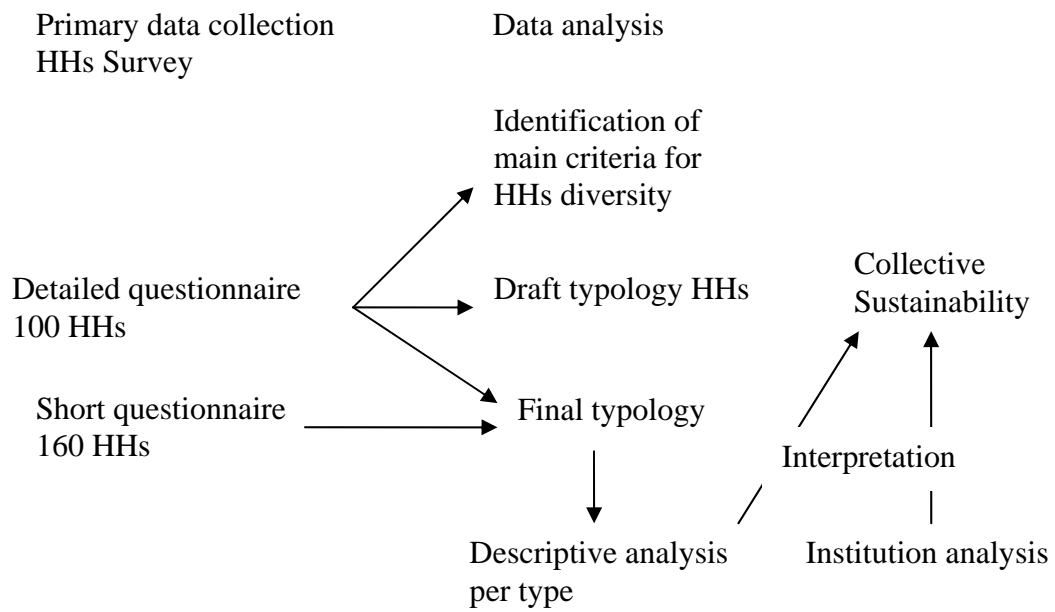 Primary data collection
HHs Survey
Data analysis
Identification of
main criteria for
HHs diversity
Detailed questionnaire
100 HHs
Draft typology HHs
Collective
Sustainability
Short questionnaire
160 HHs
Final typology
Interpretation
Descriptive analysis
per type
Institution analysis